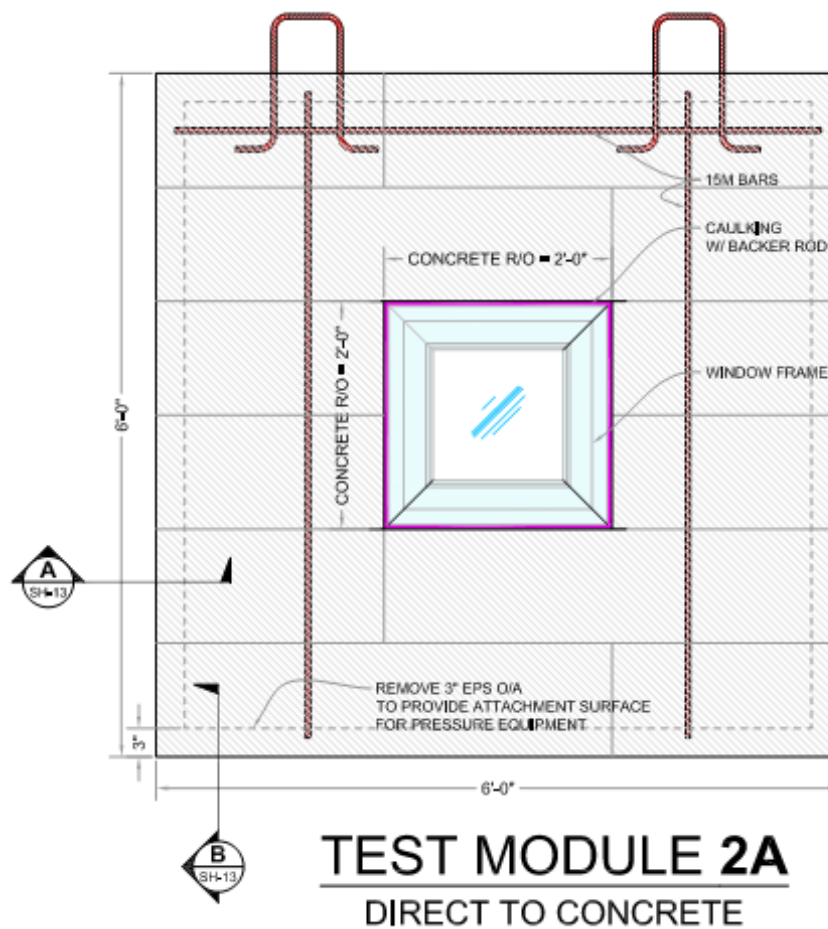 15M BARS
CAULKING
W/ BACKER ROD
CONCRETE R/O = 2'-0"
CONCRETE R/O = 2'-0"
WINDOW FRAME
6'-0"
A
SH-13
REMOVE 3" EPS O/A
TO PROVIDE ATTACHMENT SURFACE
FOR PRESSURE EQUIPMENT
3"
6'-0"
B
SH-13
TEST MODULE 2A
DIRECT TO CONCRETE